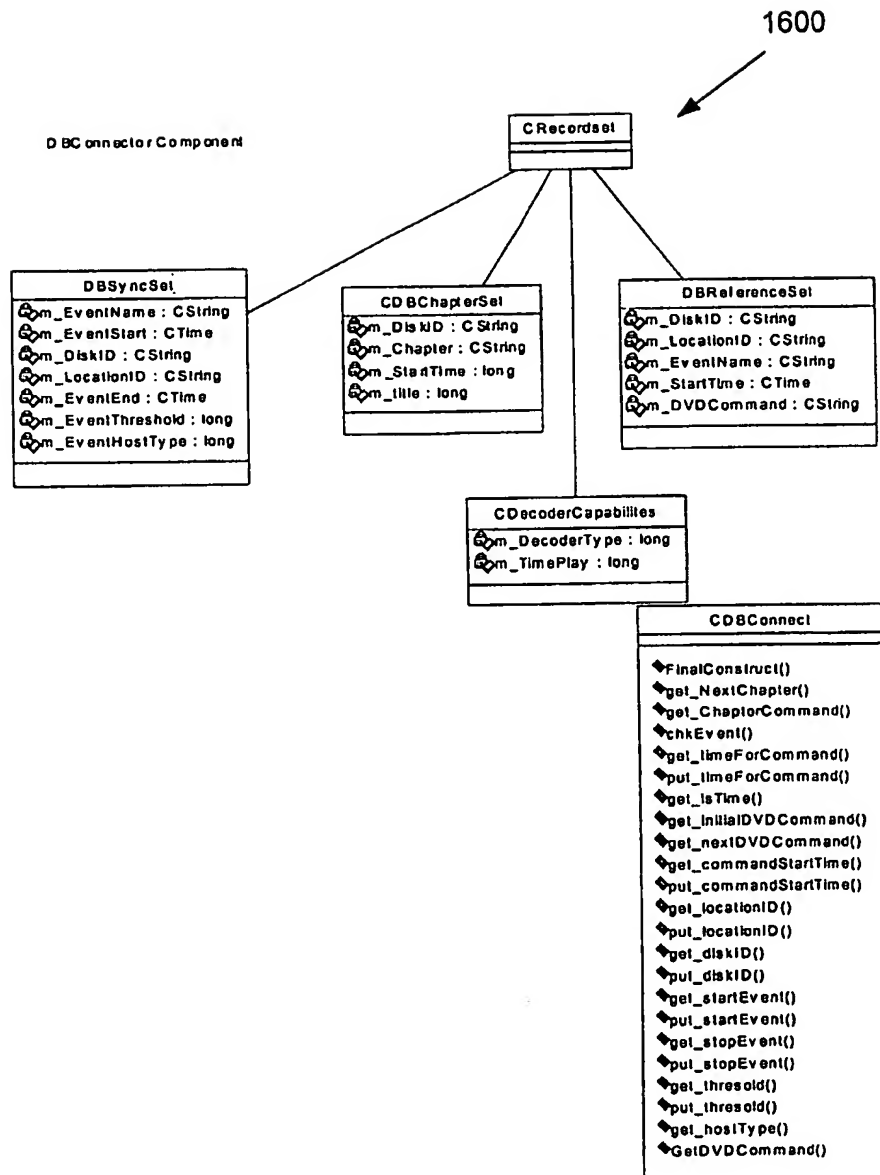 1600
DBConnectorComponent
CRecordset
DBSyncSet
m_EventName : CString
m_EventStart : CTime
m_DiskID : CString
m_LocationID : CString
m_EventEnd : CTime
m_EventThreshold : long
m_EventHostType : long
CDBChapterSet
m_DiskID : CString
m_Chapter : CString
m_StartTime : long
m_title : long
DBReferenceSet
m_DiskID : CString
m_LocationID : CString
m_EventName : CString
m_StartTime : CTime
m_DVDCommand : CString
CDecoderCapabilites
m_DecoderType : long
m_TimePlay : long
CDBConnect
FinalConstruct()
get_NextChapter()
get_ChaptorCommand()
chkEvent()
get_timeForCommand()
put_timeForCommand()
get_isTime()
get_initialDVDCommand()
get_nextDVDCommand()
get_commandStartTime()
put_commandStartTime()
get_locationID()
put_locationID()
get_diskID()
put_diskID()
get_startEvent()
put_startEvent()
get_stopEvent()
put_stopEvent()
get_thresold()
put_thresold()
get_hostType()
GetDVDCommand()